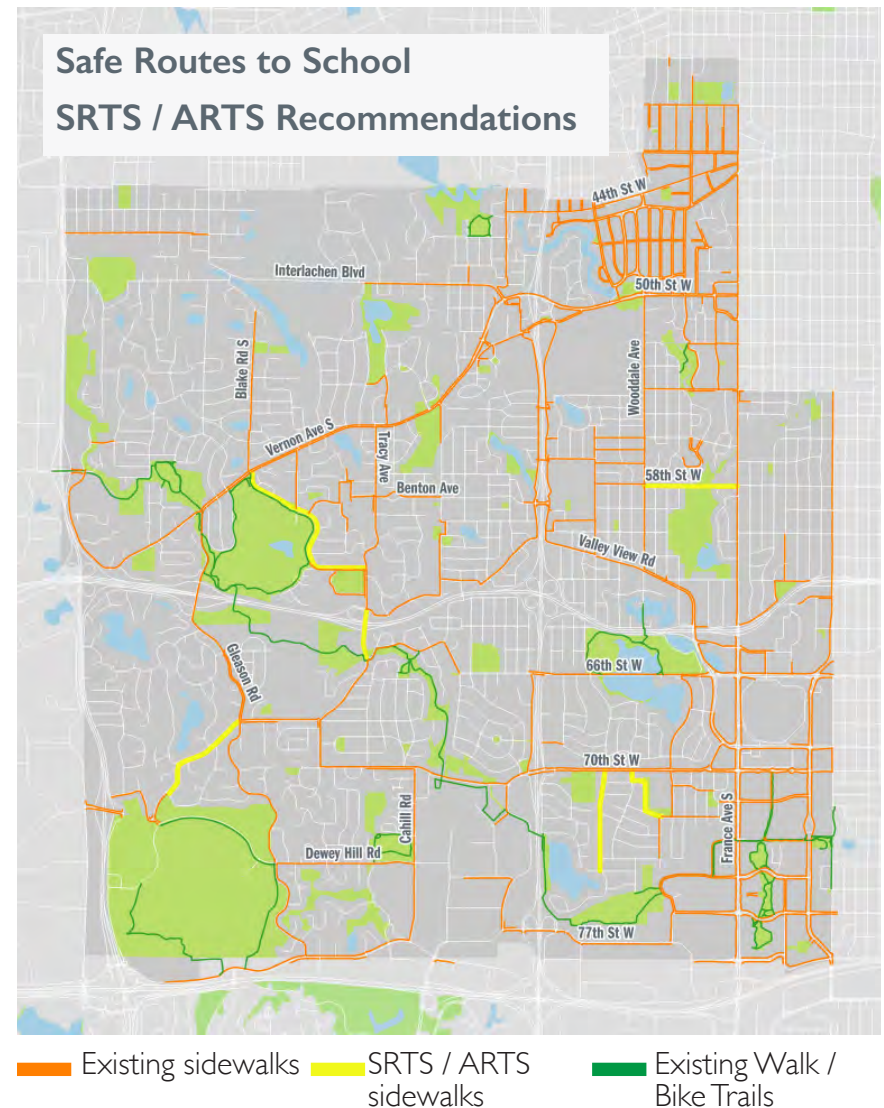 Safe Routes to School
SRTS / ARTS Recommendations
44th St W
Interlachen Blvd
50th St W
Blake Rd S
Wooddale Ave
Vernon Ave S
Tracy Ave
58th St W
Benton Ave
Valley View Rd
Gleason Rd
66th St W
70th St W
France Ave S
Cahill Rd
Dewey Hill Rd
77th St W
Existing sidewalks
SRTS / ARTS
sidewalks
Existing Walk /
Bike Trails